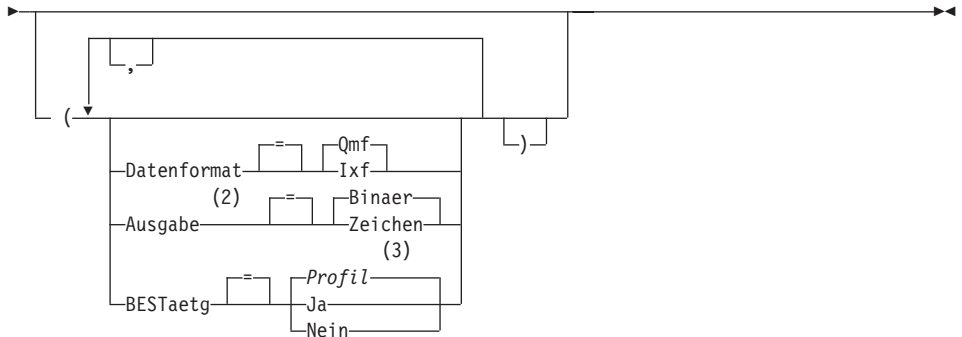 ,
(
)
= Qmf
Datenformat Ixf
(2)
= Binaer
Ausgabe Zeichen
(3)
= Profil
BESTaetg Ja
Nein